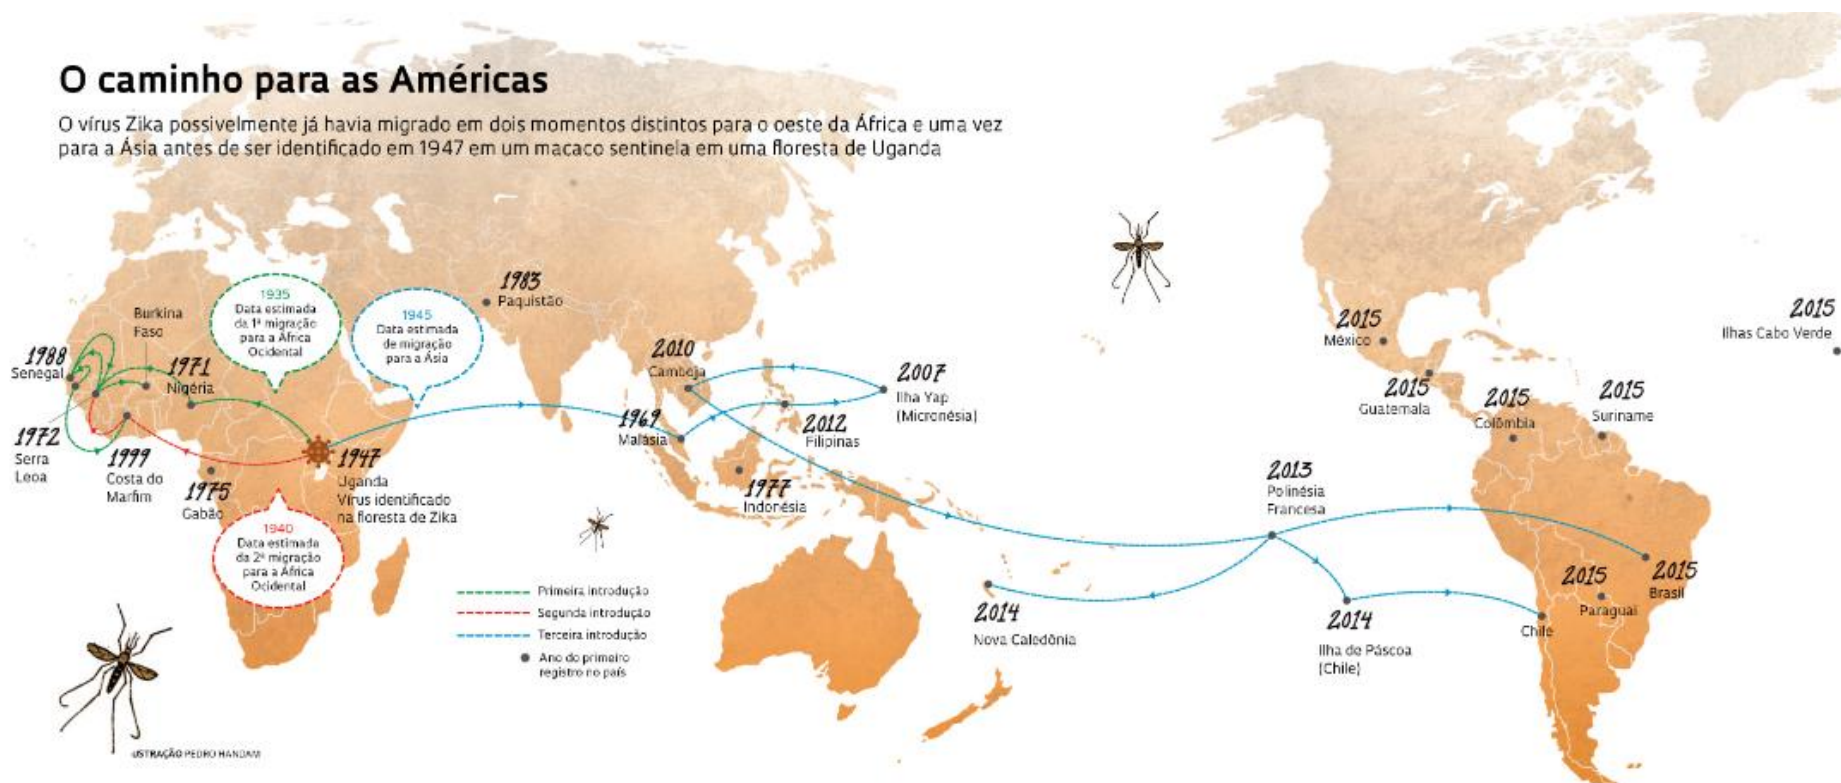 O caminho para as Américas
O vírus Zika possivelmente já havia migrado em dois momentos distintos para o oeste da África e uma vez
para a Ásia antes de ser identificado em 1947 em um macaco sentinela em uma floresta de Uganda
1983
Paquistão
Burkina
Faso
1935
Data estimada
da 1ª migração
para a África
Ocidental
1945
Data estimada
de migração
para a Ásia
1988
Senegal
1971
Nigéria
2010
Camboja
2007
Ilha Yap
(Micronésia)
1969
Malásia
2012
Filipinas
1972
Serra
Leoa
1999
Costa do
Marfim
1975
Gabão
1947
Uganda
Vírus identificado
na floresta de Zika
1977
Indonésia
1940
Data estimada
da 2ª migração
para a África
Ocidental
Primeira introdução
Segunda introdução
Terceira introdução
Ano do primeiro
registro no país
2015
México
2015
Guatemala
2015
Colômbia
2015
Suriname
2015
Ilhas Cabo Verde
2013
Polinésia
Francesa
2014
Nova Caledônia
2014
Ilha de Páscoa
(Chile)
Chile
2015
Paraguai
2015
Brasil
USTRAÇÃO PEDRO HANDAM